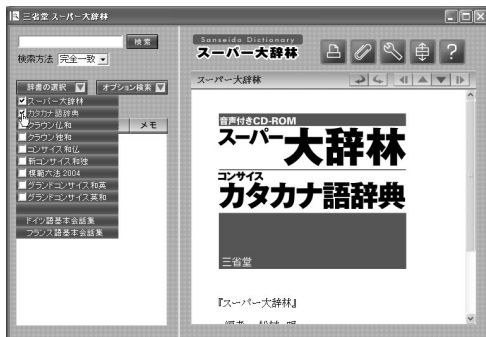 三省堂 スーパー大辞林
検索
検索方法 完全一致
辞書の選択
オプション検索
スーパー大辞林
カタカナ語辞典
クラウン仏和
メモ
クラウン独和
コンサイス和仏
新コンサイス和独
模範六法 2004
グランドコンサイス和英
グランドコンサイス英和
ドイツ語基本会話集
フランス語基本会話集
Sanseido Dictionary
スーパー大辞林
?
スーパー大辞林
音声付きCD-ROM
スーパー大辞林
コンサイス
カタカナ語辞典
三省堂
『スーパー大辞林』